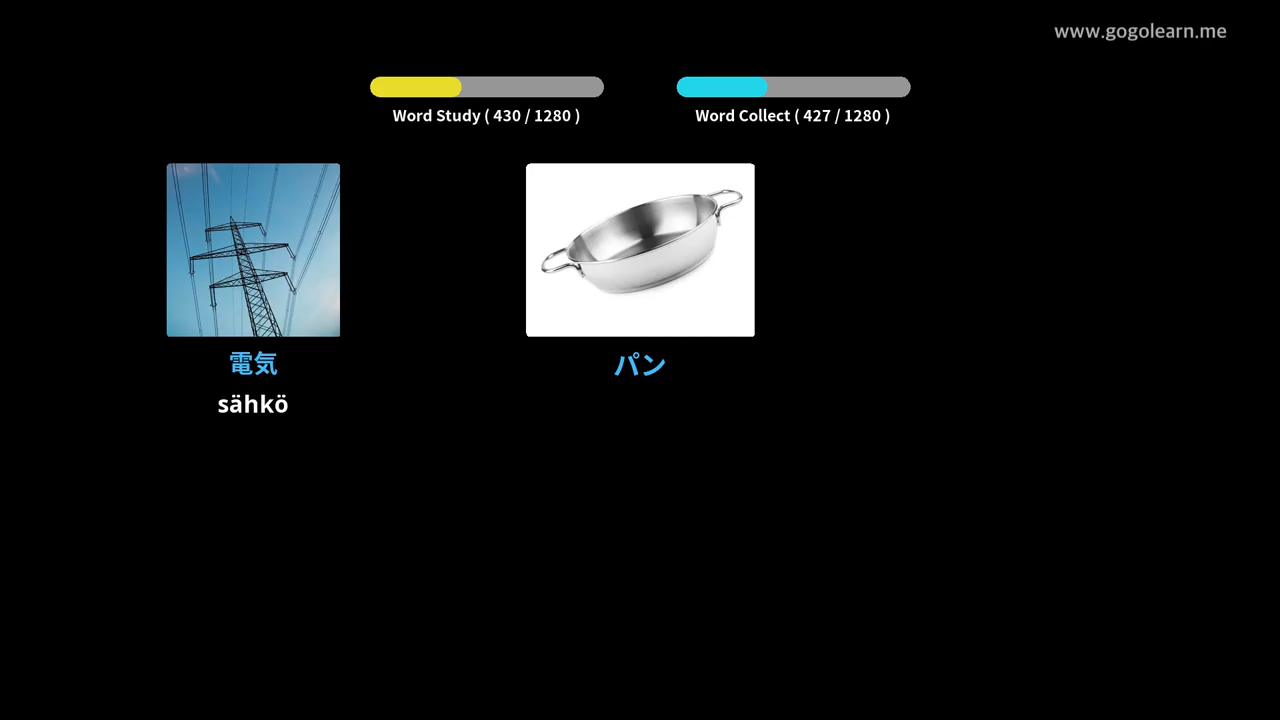 www.gogolearn.me
Word Study ( 430 / 1280 )
Word Collect ( 427 / 1280 )
電気
sähkö
パン